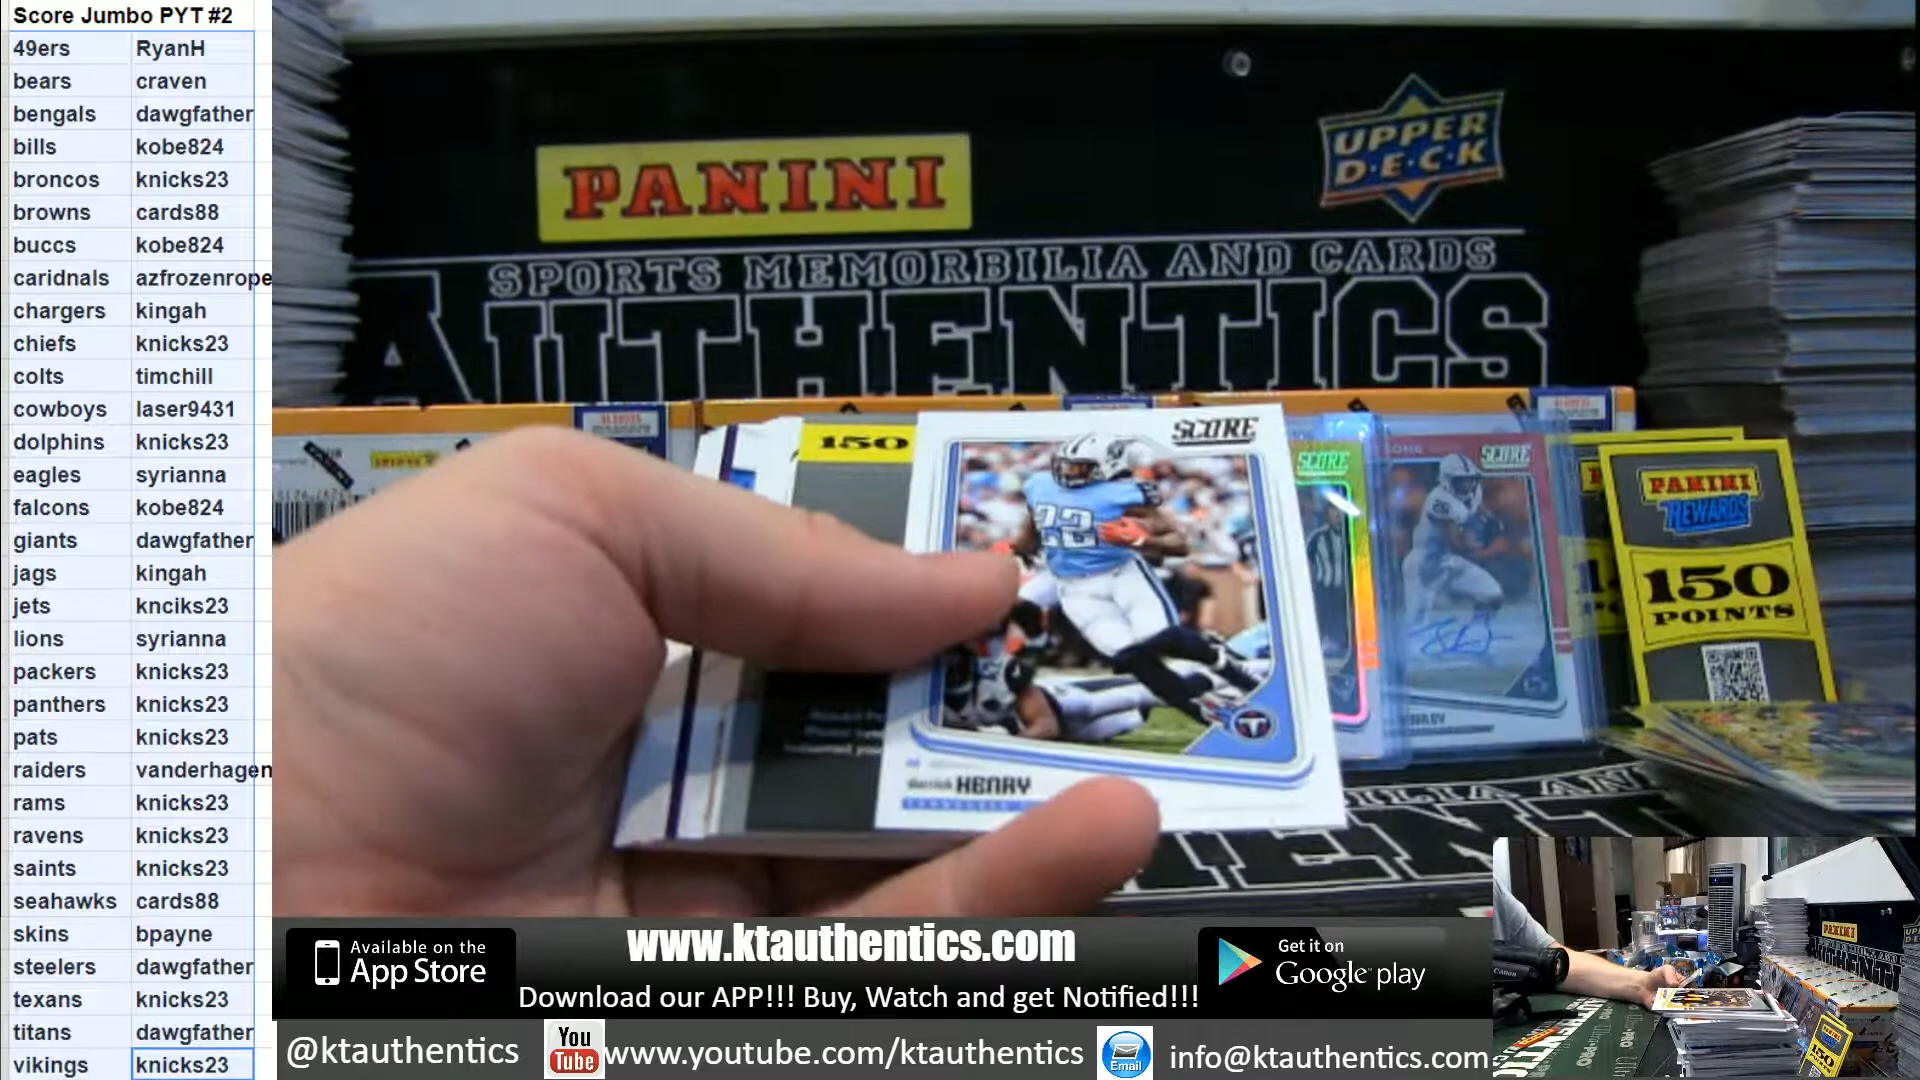 Score Jumbo PYT #2
49ers RyanH
bears craven
bengals dawgfather
bills kobe824
broncos knicks23
browns cards88
buccs kobe824
caridnals azfrozenrope
chargers kingah
chiefs knicks23
colts timchill
cowboys laser9431
dolphins knicks23
eagles syrianna
falcons kobe824
giants dawgfather
jags kingah
jets knciks23
lions syrianna
packers knicks23
panthers knicks23
pats knicks23
raiders vanderhagen
rams knicks23
ravens knicks23
saints knicks23
seahawks cards88
skins bpayne
steelers dawgfather
texans knicks23
titans dawgfather
vikings knicks23
PANINI
UPPER
D·E·C·K
SPORTS MEMORBILIA AND CARDS
AUTHENTICS
150
SCORE
22
HENRY
SCORE
SCORE
PANINI
REWARDS
150
POINTS
Available on the
App Store
www.ktauthentics.com
Get it on
Google play
Download our APP!!! Buy, Watch and get Notified!!!
@ktauthentics
You
Tube
www.youtube.com/ktauthentics
Email
info@ktauthentics.com
PANINI